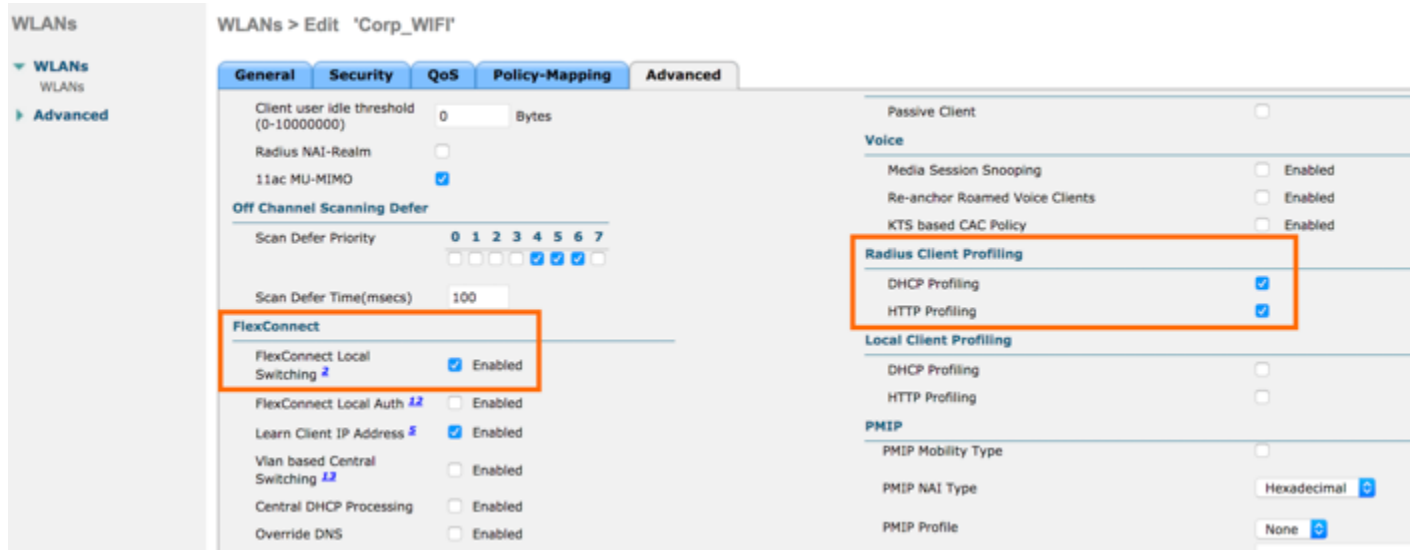 WLANs
WLANs
WLANs
Advanced
WLANs > Edit 'Corp_WIFI'
General Security QoS Policy-Mapping Advanced
Client user idle threshold
(0-10000000)
0 Bytes
Radius NAI-Realm
11ac MU-MIMO
Off Channel Scanning Defer
Scan Defer Priority
0 1 2 3 4 5 6 7
Scan Defer Time(msecs) 100
FlexConnect
FlexConnect Local
Switching 2 Enabled
FlexConnect Local Auth 12 Enabled
Learn Client IP Address 5 Enabled
Vlan based Central
Switching 13 Enabled
Central DHCP Processing Enabled
Override DNS Enabled
Passive Client
Voice
Media Session Snooping Enabled
Re-anchor Roamed Voice Clients Enabled
KTS based CAC Policy Enabled
Radius Client Profiling
DHCP Profiling
HTTP Profiling
Local Client Profiling
DHCP Profiling
HTTP Profiling
PMIP
PMIP Mobility Type
PMIP NAI Type Hexadecimal
PMIP Profile None